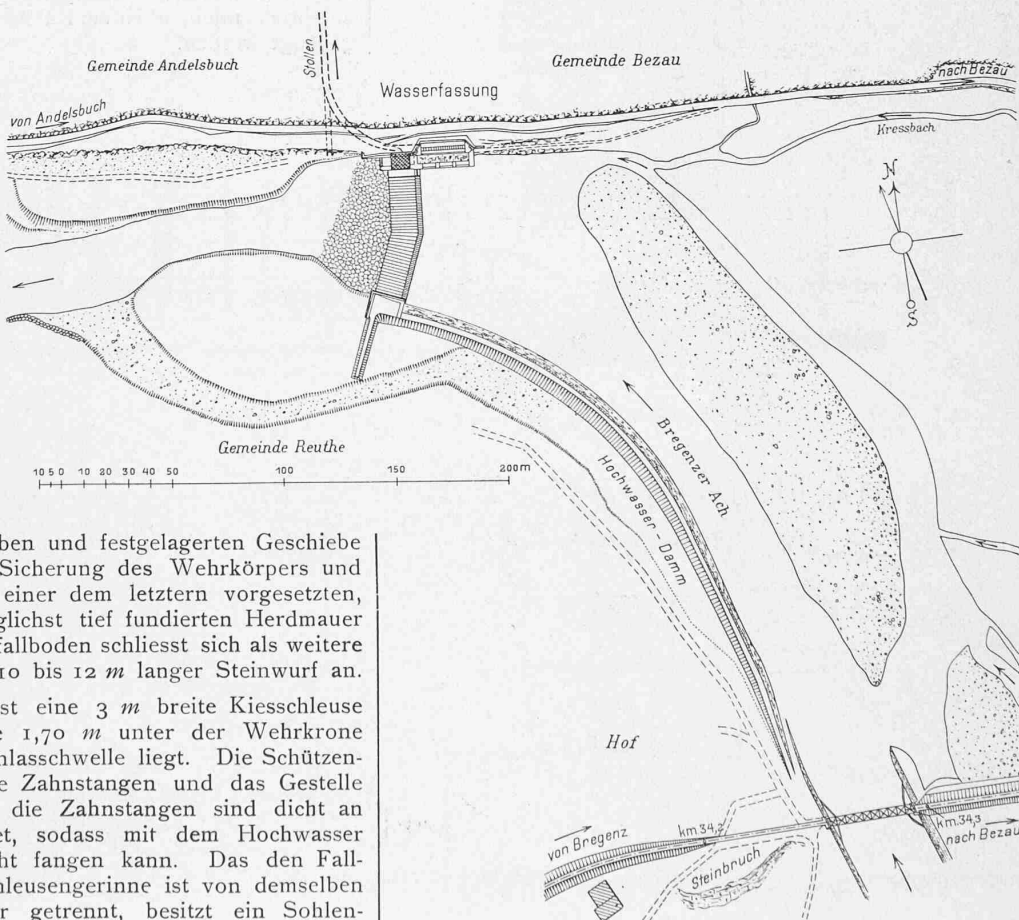 Gemeinde Andelsbuch
Stollen
Gemeinde Bezau
Wasserfassung
nach Bezau
von Andelsbuch
Kressbach
N
S
Gemeinde Reuthe
10 5 0 10 20 30 40 50 100 150 200 m
Bregenzer Ach
Hochwasser-Damm
Hof
von Bregenz
km. 34,2
km. 34,3
nach Bezau
Steinbruch
ben und festgelagerten Geschiebe
Sicherung des Wehrkörpers und
einer dem letztern vorgesetzten,
glichst tief fundierten Herdmauer
fallboden schliesst sich als weitere
10 bis 12 m langer Steinwurf an.
st eine 3 m breite Kiesschleuse
e 1,70 m unter der Wehrkrone
hlasschwelle liegt. Die Schützen-
e Zahnstangen und das Gestelle
die Zahnstangen sind dicht an
et, sodass mit dem Hochwasser
ht fangen kann. Das den Fall-
hleusengerinne ist von demselben
r getrennt, besitzt ein Sohlen-